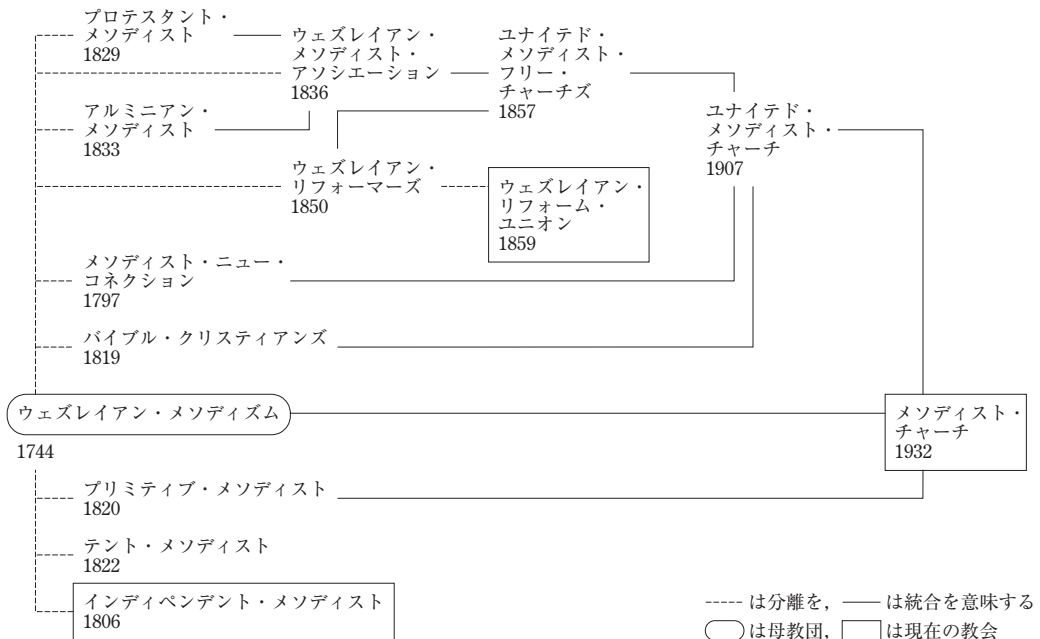 プロテスタント・
メソディスト
1829
ウェズレイアン・
メソディスト・
アソシエーション
1836
ユナイテド・
メソディスト・
フリー・
チャーチズ
1857
アルミニアン・
メソディスト
1833
ユナイテド・
メソディスト・
チャーチ
1907
ウェズレイアン・
リフォーマーズ
1850
ウェズレイアン・
リフォーム・
ユニオン
1859
メソディスト・ニュー・
コネクション
1797
バイブル・クリスティアンズ
1819
ウェズレイアン・メソディズム
1744
メソディスト・
チャーチ
1932
プリミティブ・メソディスト
1820
テント・メソディスト
1822
インディペンデント・メソディスト
1806
は分離を, は統合を意味する
は母教団, は現在の教会